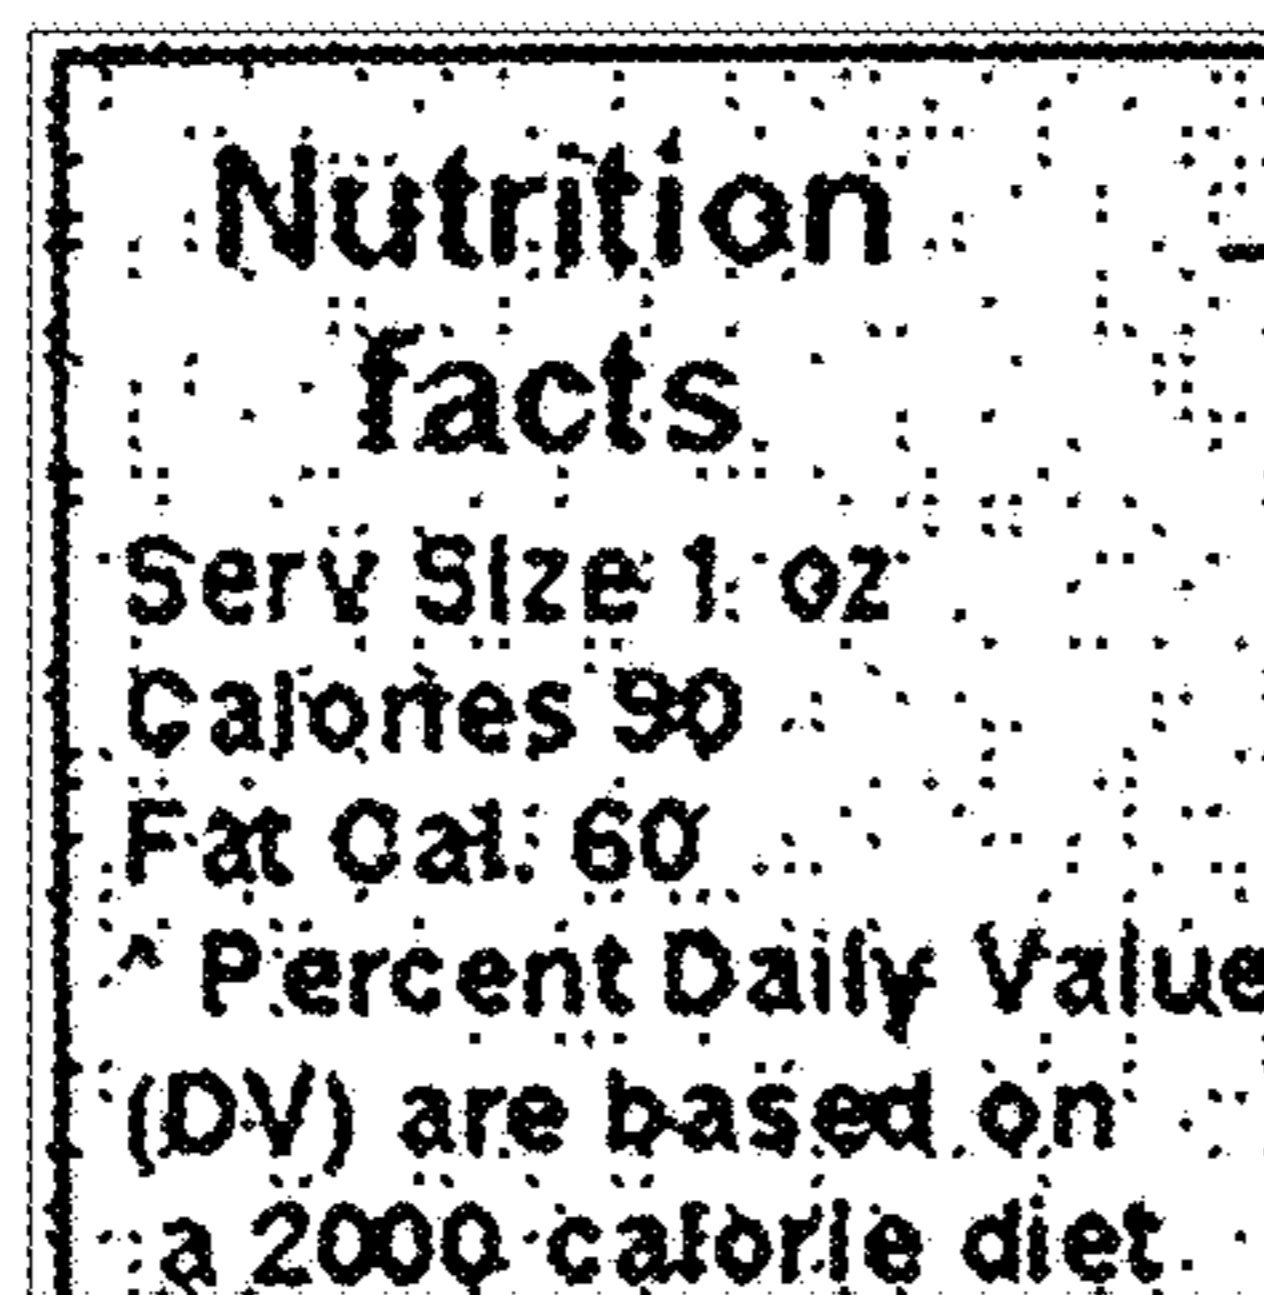 Nutrition
facts
Serv Size 1 oz
Calories 90
Fat Cal. 60
^ Percent Daily Value
(DV) are based on
a 2000 calorie diet